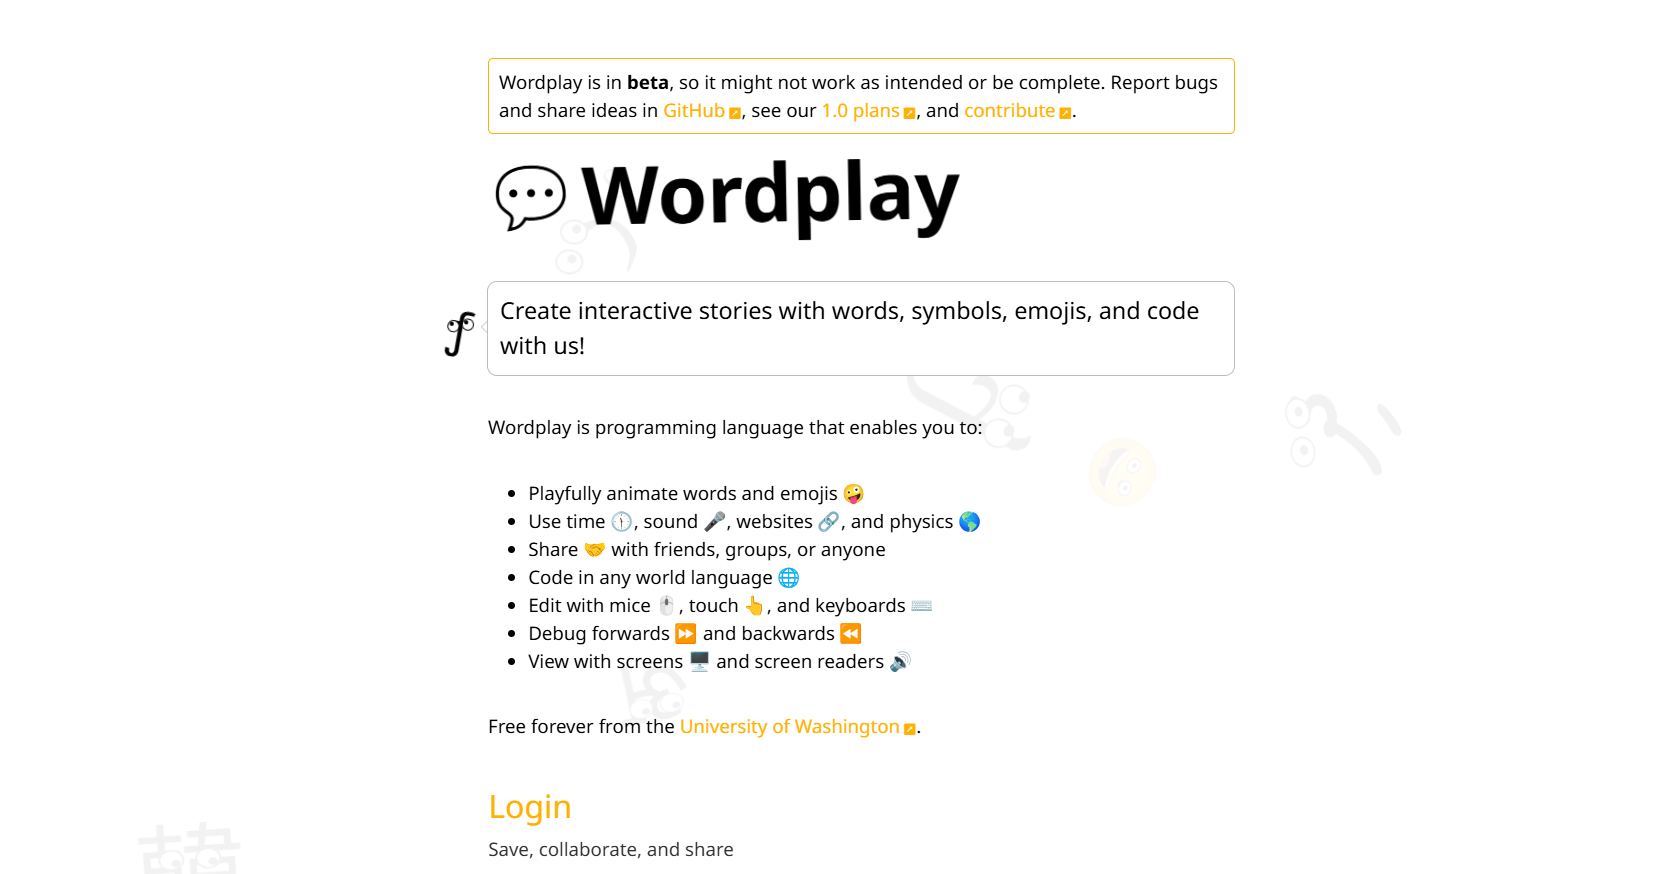 Wordplay is in beta, so it might not work as intended or be complete. Report bugs
and share ideas in GitHub, see our 1.0 plans, and contribute.
💬 Wordplay
ƒ
Create interactive stories with words, symbols, emojis, and code
with us!
Wordplay is programming language that enables you to:
• Playfully animate words and emojis 🤪
• Use time 🕦, sound 🎤, websites 🔗, and physics 🌎
• Share 🤝 with friends, groups, or anyone
• Code in any world language 🌐
• Edit with mice 🖱️, touch 👆, and keyboards ⌨️
• Debug forwards ⏩ and backwards ⏪
• View with screens 🖥️ and screen readers 🔊
Free forever from the University of Washington.
Login
Save, collaborate, and share